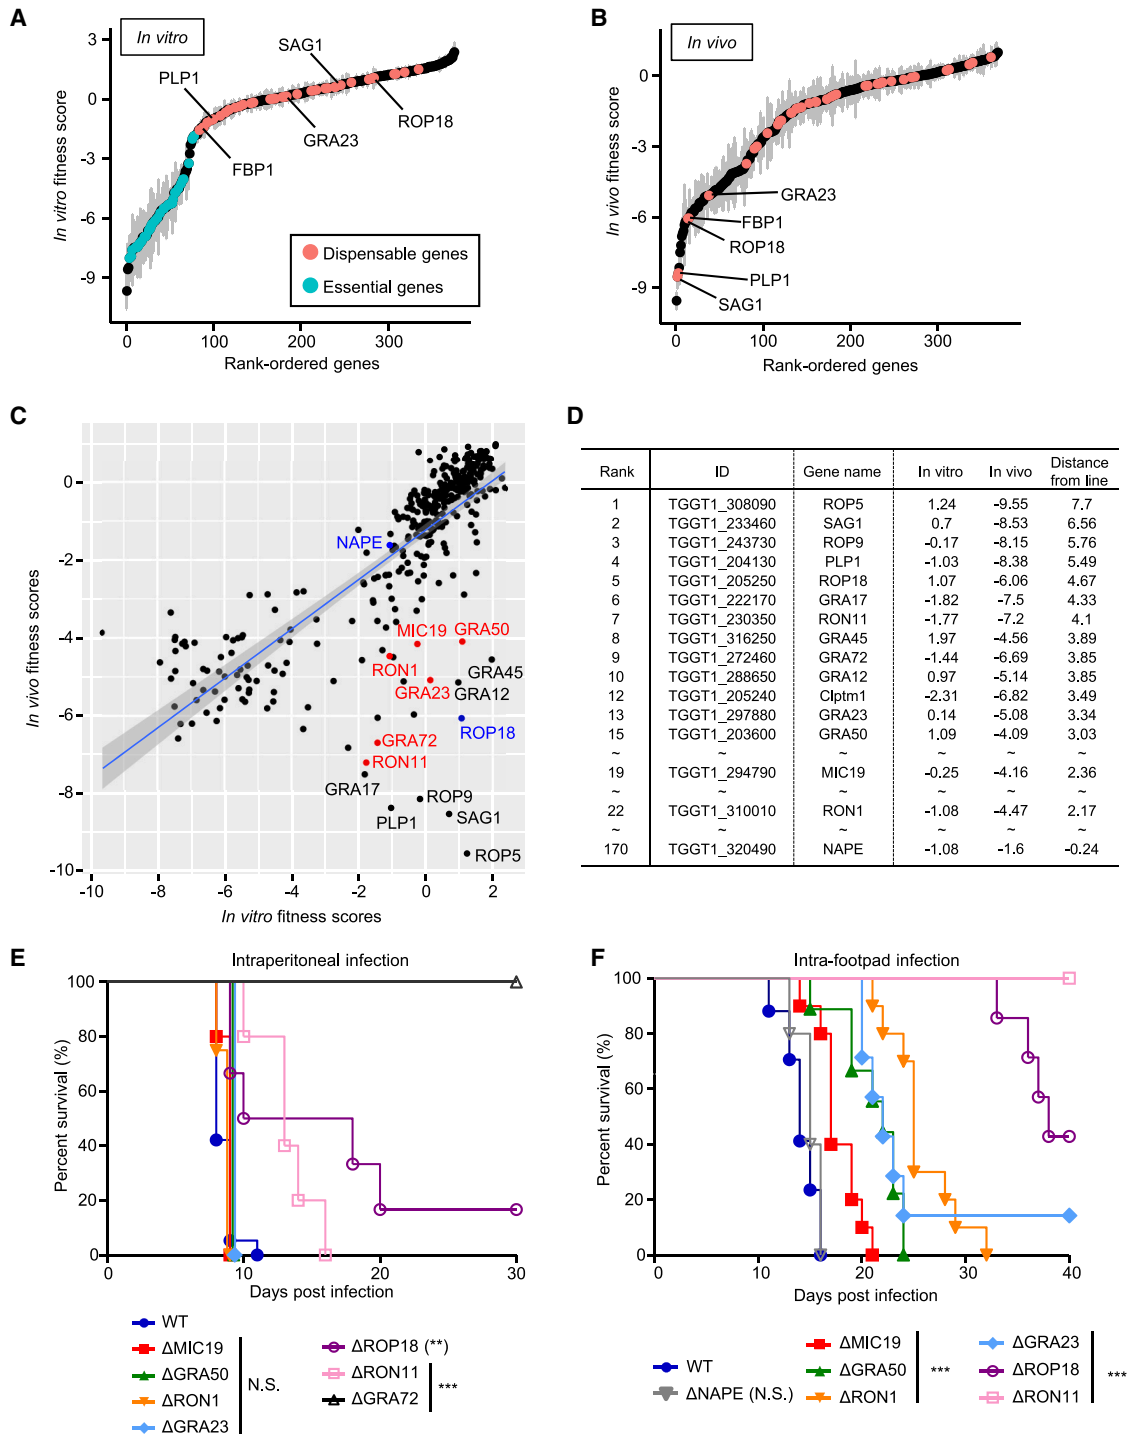 A
In vitro
3
0
-3
-6
-9
In vitro fitness score
SAG1
PLP1
ROP18
GRA23
FBP1
Dispensable genes
Essential genes
0 100 200 300
Rank-ordered genes
B
In vivo
0
-3
-6
-9
In vivo fitness score
GRA23
FBP1
ROP18
PLP1
SAG1
0 100 200 300
Rank-ordered genes
C
0
-2
-4
-6
-8
-10
In vivo fitness scores
NAPE
MIC19 GRA50
RON1
GRA45
GRA23
GRA12
ROP18
GRA72
RON11
GRA17
ROP9
PLP1
SAG1
ROP5
-10 -8 -6 -4 -2 0 2
In vitro fitness scores
D
Rank ID Gene name In vitro In vivo Distance from line
1 TGGT1_308090 ROP5 1.24 -9.55 7.7
2 TGGT1_233460 SAG1 0.7 -8.53 6.56
3 TGGT1_243730 ROP9 -0.17 -8.15 5.76
4 TGGT1_204130 PLP1 -1.03 -8.38 5.49
5 TGGT1_205250 ROP18 1.07 -6.06 4.67
6 TGGT1_222170 GRA17 -1.82 -7.5 4.33
7 TGGT1_230350 RON11 -1.77 -7.2 4.1
8 TGGT1_316250 GRA45 1.97 -4.56 3.89
9 TGGT1_272460 GRA72 -1.44 -6.69 3.85
10 TGGT1_288650 GRA12 0.97 -5.14 3.85
12 TGGT1_205240 Clptm1 -2.31 -6.82 3.49
13 TGGT1_297880 GRA23 0.14 -5.08 3.34
15 TGGT1_203600 GRA50 1.09 -4.09 3.03
~ ~ ~ ~ ~ ~
19 TGGT1_294790 MIC19 -0.25 -4.16 2.36
~ ~ ~ ~ ~ ~
22 TGGT1_310010 RON1 -1.08 -4.47 2.17
~ ~ ~ ~ ~ ~
170 TGGT1_320490 NAPE -1.08 -1.6 -0.24
E
Intraperitoneal infection
100
80
60
40
20
0
Percent survival (%)
0 10 20 30
Days post infection
WT
ΔMIC19
ΔGRA50
ΔRON1
ΔGRA23
N.S.
ΔROP18 (**)
ΔRON11
ΔGRA72
***
F
Intra-footpad infection
100
80
60
40
20
0
Percent survival (%)
0 10 20 30 40
Days post infection
WT
ΔNAPE (N.S.)
ΔMIC19
ΔGRA50
ΔRON1
***
ΔGRA23
ΔROP18
ΔRON11
***